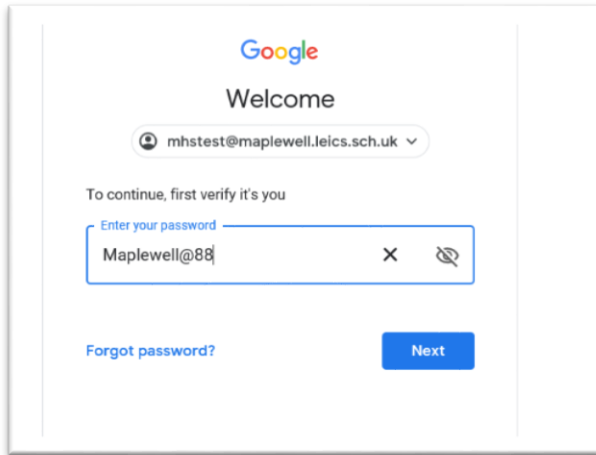 Google
Welcome
mhstest@maplewell.leics.sch.uk
To continue, first verify it's you
Enter your password
Maplewell@88
Forgot password?
Next